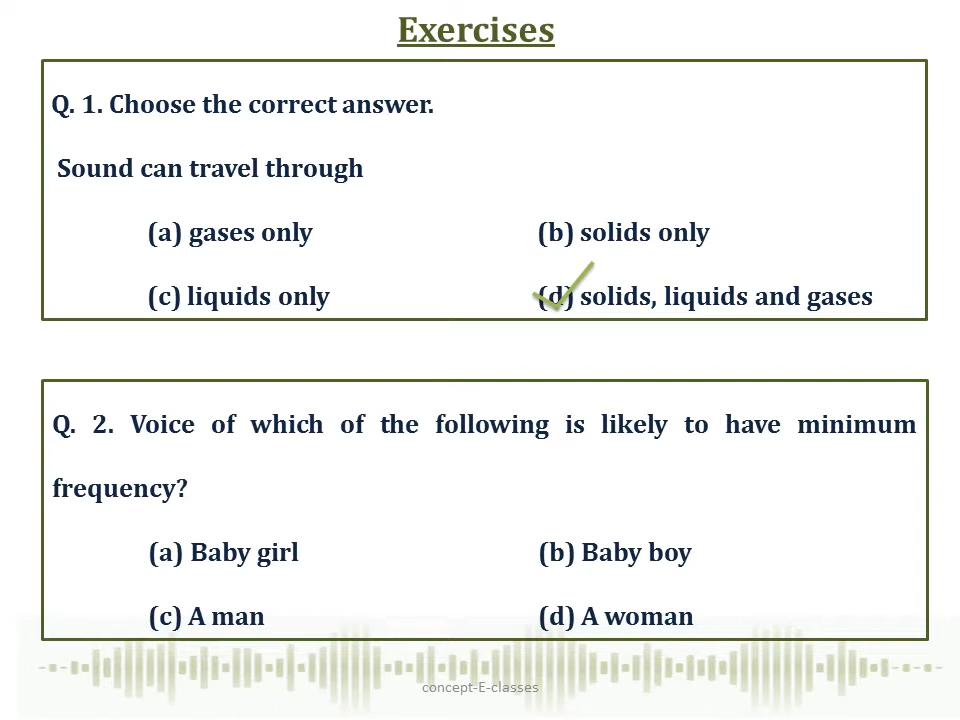 Exercises
Q. 1. Choose the correct answer.
Sound can travel through
(a) gases only (b) solids only
(c) liquids only (d) solids, liquids and gases
Q. 2. Voice of which of the following is likely to have minimum
frequency?
(a) Baby girl (b) Baby boy
(c) A man (d) A woman
concept-E-classes